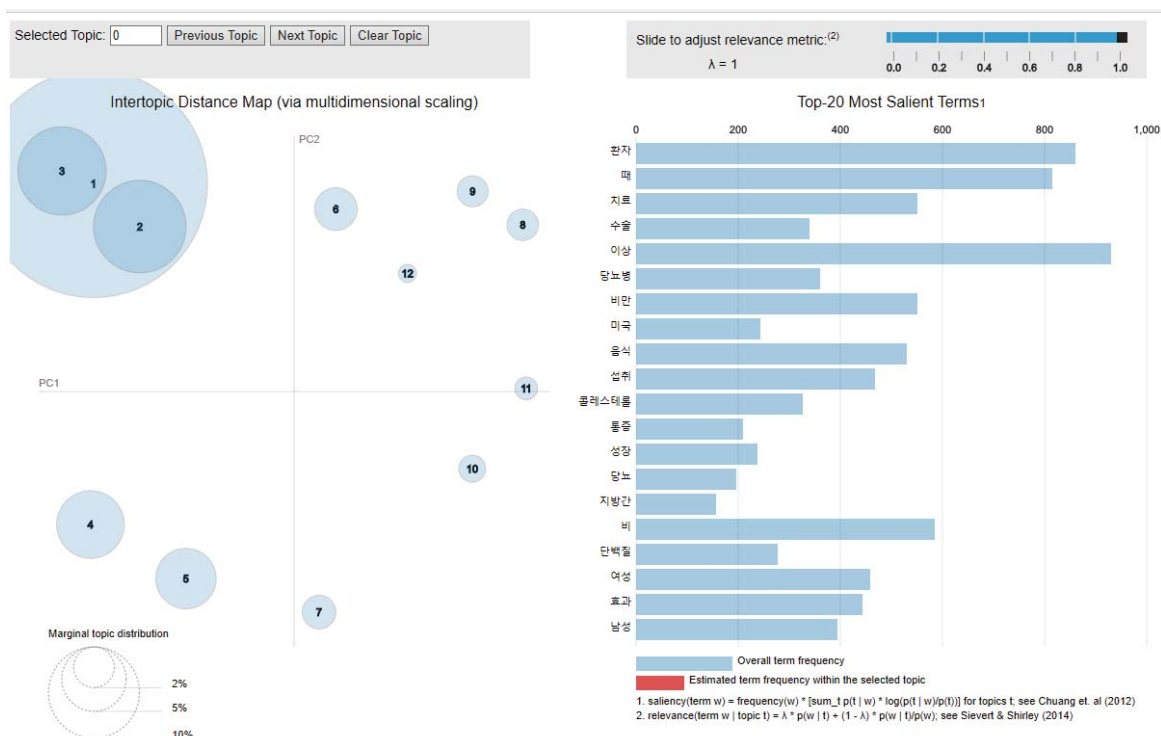 Selected Topic: 0 Previous Topic Next Topic Clear Topic
Slide to adjust relevance metric:(2)
λ = 1
0.0 0.2 0.4 0.6 0.8 1.0
Intertopic Distance Map (via multidimensional scaling)
PC2
PC1
3
1
2
6
9
8
12
11
10
4
5
7
Marginal topic distribution
2%
5%
10%
Top-20 Most Salient Terms1
0 200 400 600 800 1,000
환자
때
치료
수술
이상
당뇨병
비만
미국
음식
섭취
콜레스테롤
통증
성장
당뇨
지방간
비
단백질
여성
효과
남성
Overall term frequency
Estimated term frequency within the selected topic
1. saliency(term w) = frequency(w) * [sum_t p(t | w) * log(p(t | w)/p(t))] for topics t; see Chuang et. al (2012)
2. relevance(term w | topic t) = λ * p(w | t) + (1 - λ) * p(w | t)/p(w); see Sievert & Shirley (2014)